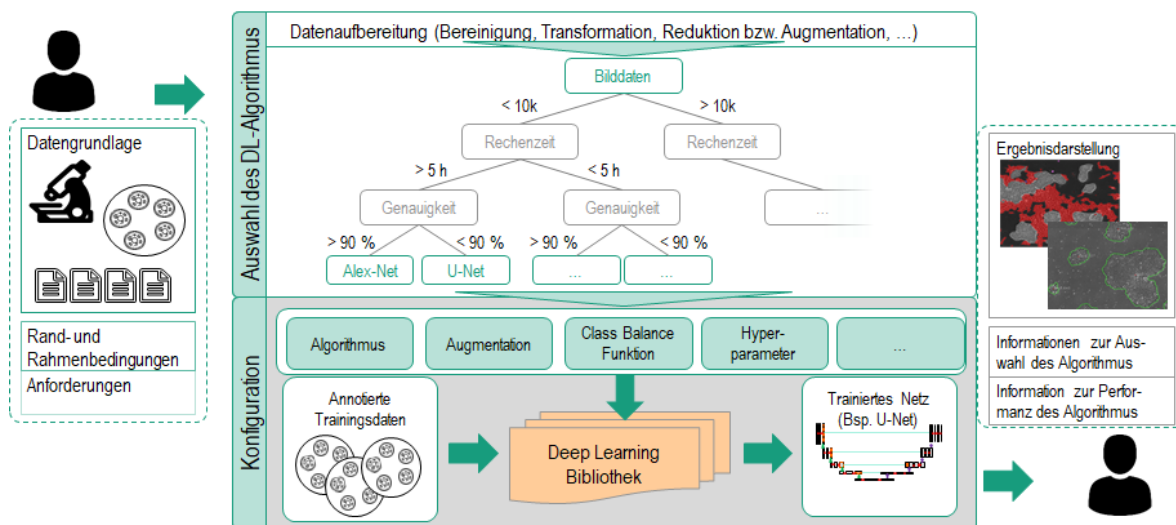 Datengrundlage
Rand- und
Rahmenbedingungen
Anforderungen
Auswahl des DL-Algorithmus
Datenaufbereitung (Bereinigung, Transformation, Reduktion bzw. Augmentation, …)
Bilddaten
< 10k
> 10k
Rechenzeit
Rechenzeit
> 5 h
< 5 h
Genauigkeit
Genauigkeit
...
> 90 %
< 90 %
> 90 %
< 90 %
Alex-Net
U-Net
...
...
Konfiguration
Algorithmus
Augmentation
Class Balance
Funktion
Hyper-
parameter
...
Annotierte
Trainingsdaten
Deep Learning
Bibliothek
Trainiertes Netz
(Bsp. U-Net)
Ergebnisdarstellung
Informationen zur Aus-
wahl des Algorithmus
Information zur Perfor-
manz des Algorithmus